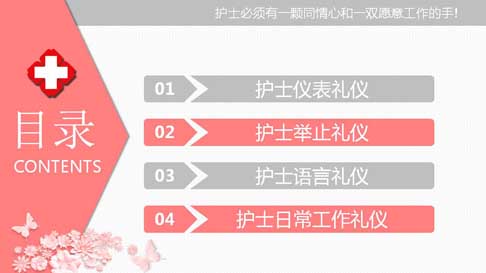 护士必须有一颗同情心和一双愿意工作的手!
目录
CONTENTS
01 护士仪表礼仪
02 护士举止礼仪
03 护士语言礼仪
04 护士日常工作礼仪